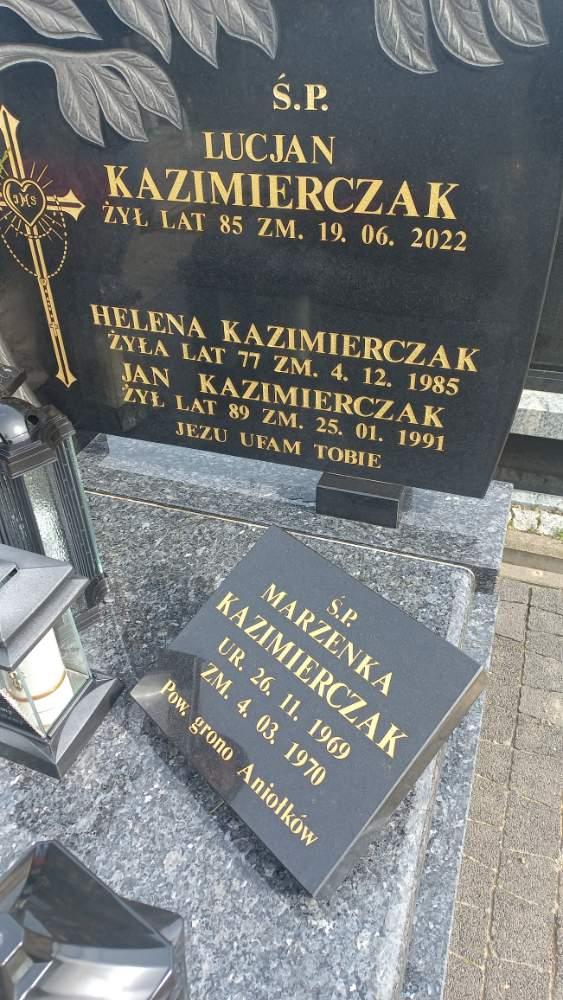 Ś.P.
LUCJAN
KAZIMIERCZAK
ŻYŁ LAT 85 ZM. 19. 06. 2022
JHS
HELENA KAZIMIERCZAK
ŻYŁA LAT 77 ZM. 4. 12. 1985
JAN KAZIMIERCZAK
ŻYŁ LAT 89 ZM. 25. 01. 1991
JEZU UFAM TOBIE
Ś.P.
MARZENKA
KAZIMIERCZAK
UR. 26. 11. 1969
ZM. 4. 03. 1970
Pow. grono Aniołków